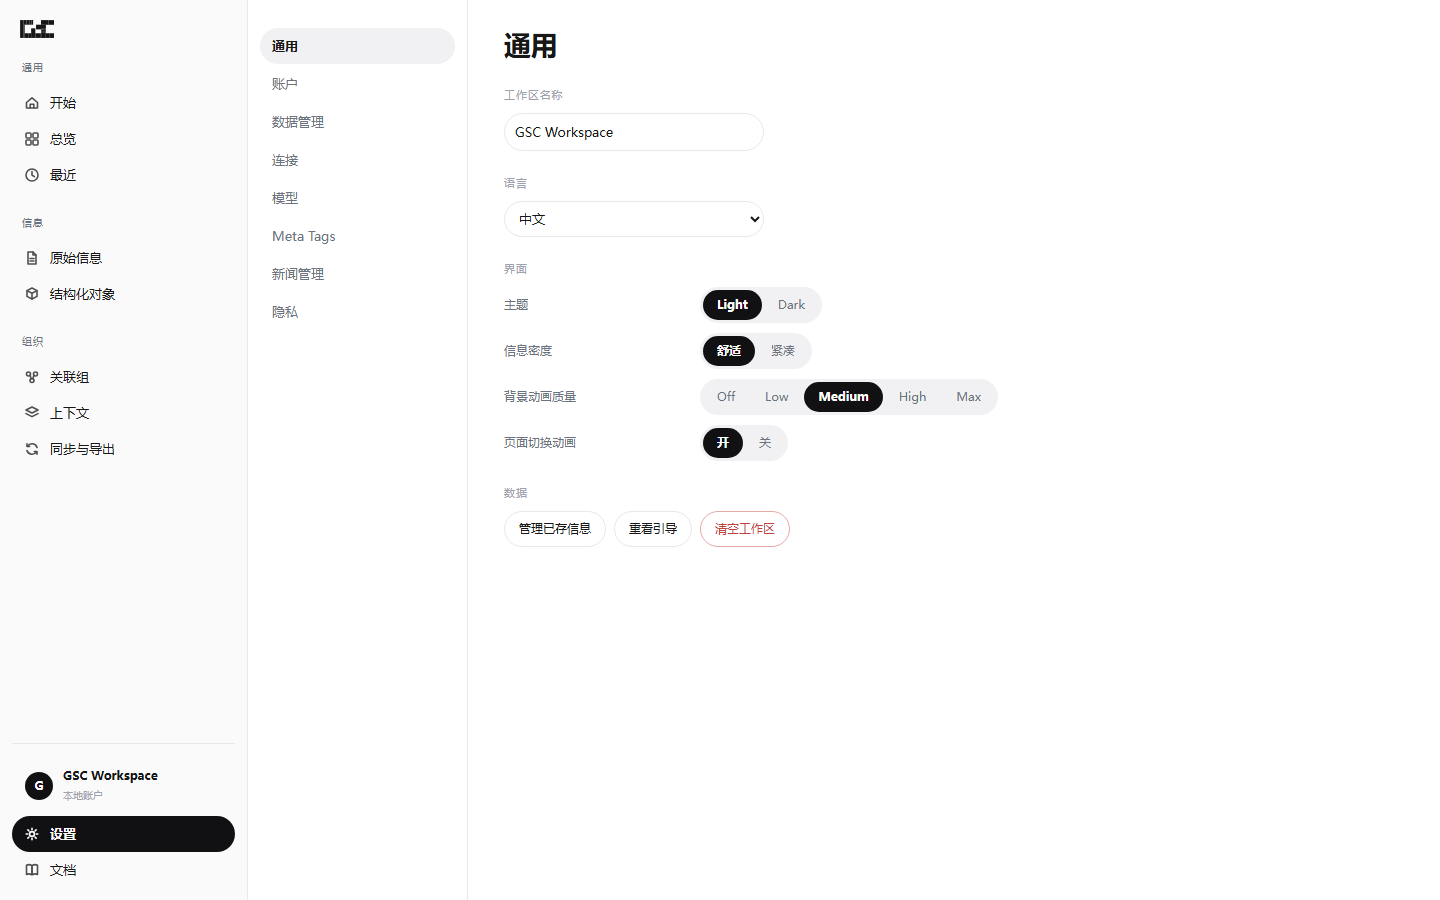 GSC
通用
开始
总览
最近
信息
原始信息
结构化对象
组织
关联组
上下文
同步与导出
G
GSC Workspace
本地账户
设置
文档
通用
账户
数据管理
连接
模型
Meta Tags
新闻管理
隐私
通用
工作区名称
GSC Workspace
语言
中文
界面
主题 Light Dark
信息密度 舒适 紧凑
背景动画质量 Off Low Medium High Max
页面切换动画 开 关
数据
管理已存信息 重看引导 清空工作区